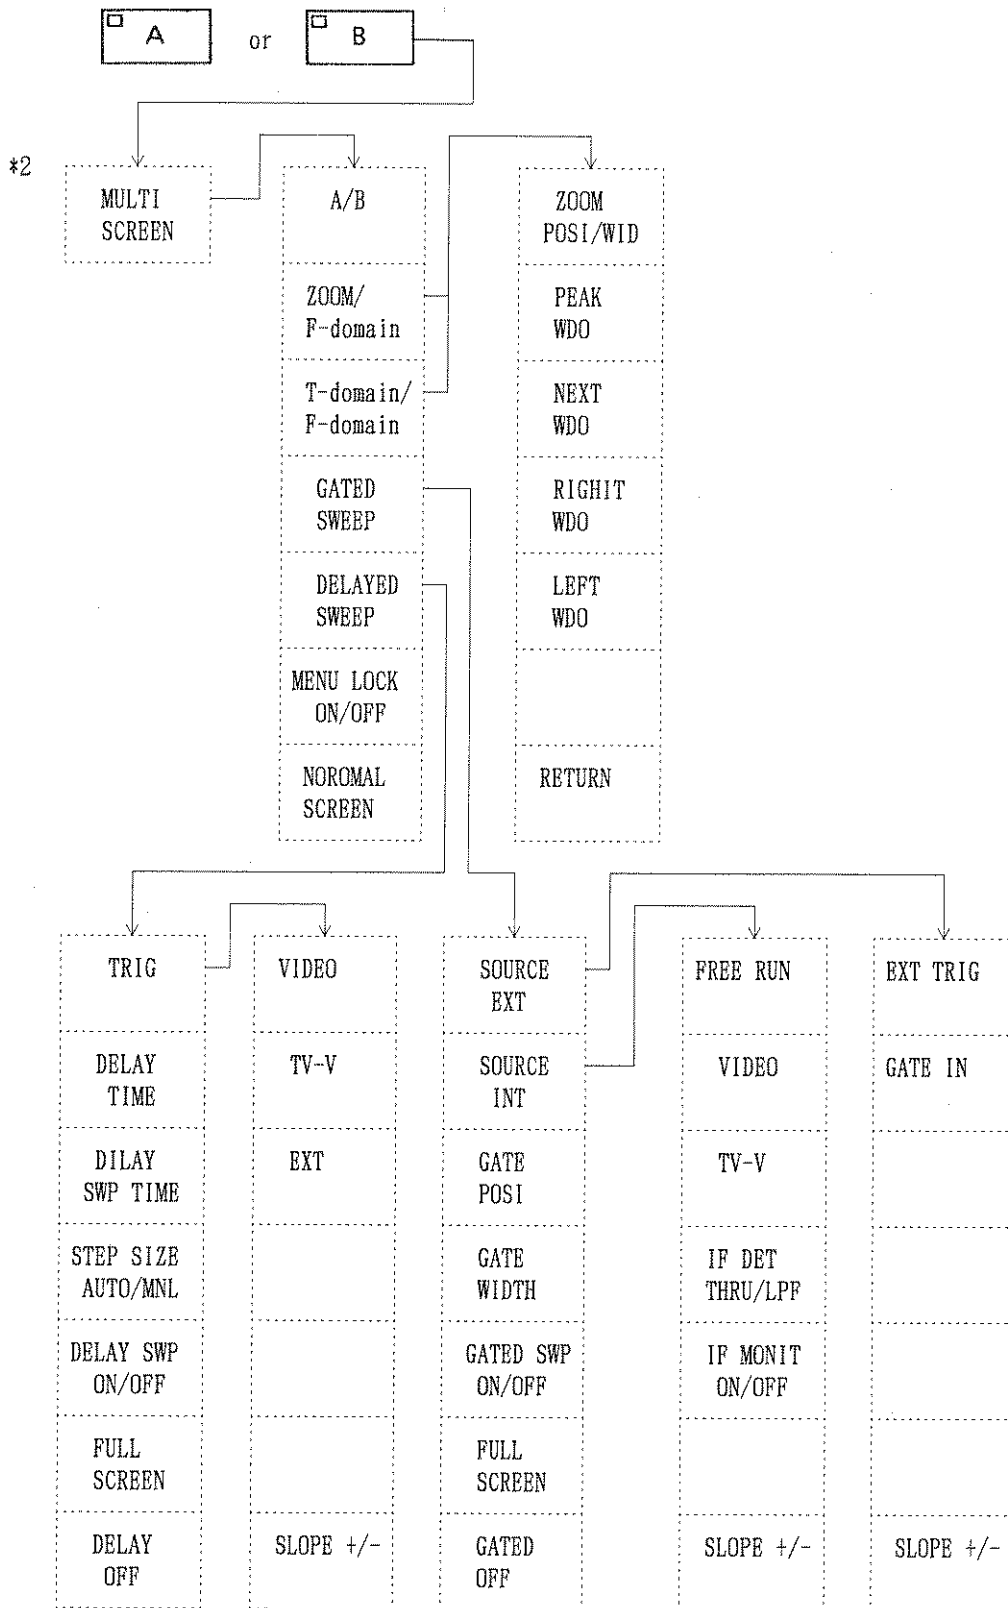 A or B
*2
MULTI
SCREEN
A/B
ZOOM/
F-domain
T-domain/
F-domain
GATED
SWEEP
DELAYED
SWEEP
MENU LOCK
ON/OFF
NOROMAL
SCREEN
ZOOM
POSI/WID
PEAK
WDO
NEXT
WDO
RIGHIT
WDO
LEFT
WDO
RETURN
TRIG
DELAY
TIME
DILAY
SWP TIME
STEP SIZE
AUTO/MNL
DELAY SWP
ON/OFF
FULL
SCREEN
DELAY
OFF
VIDEO
TV-V
EXT
SLOPE +/-
SOURCE
EXT
SOURCE
INT
GATE
POSI
GATE
WIDTH
GATED SWP
ON/OFF
FULL
SCREEN
GATED
OFF
FREE RUN
VIDEO
TV-V
IF DET
THRU/LPF
IF MONIT
ON/OFF
SLOPE +/-
EXT TRIG
GATE IN
SLOPE +/-